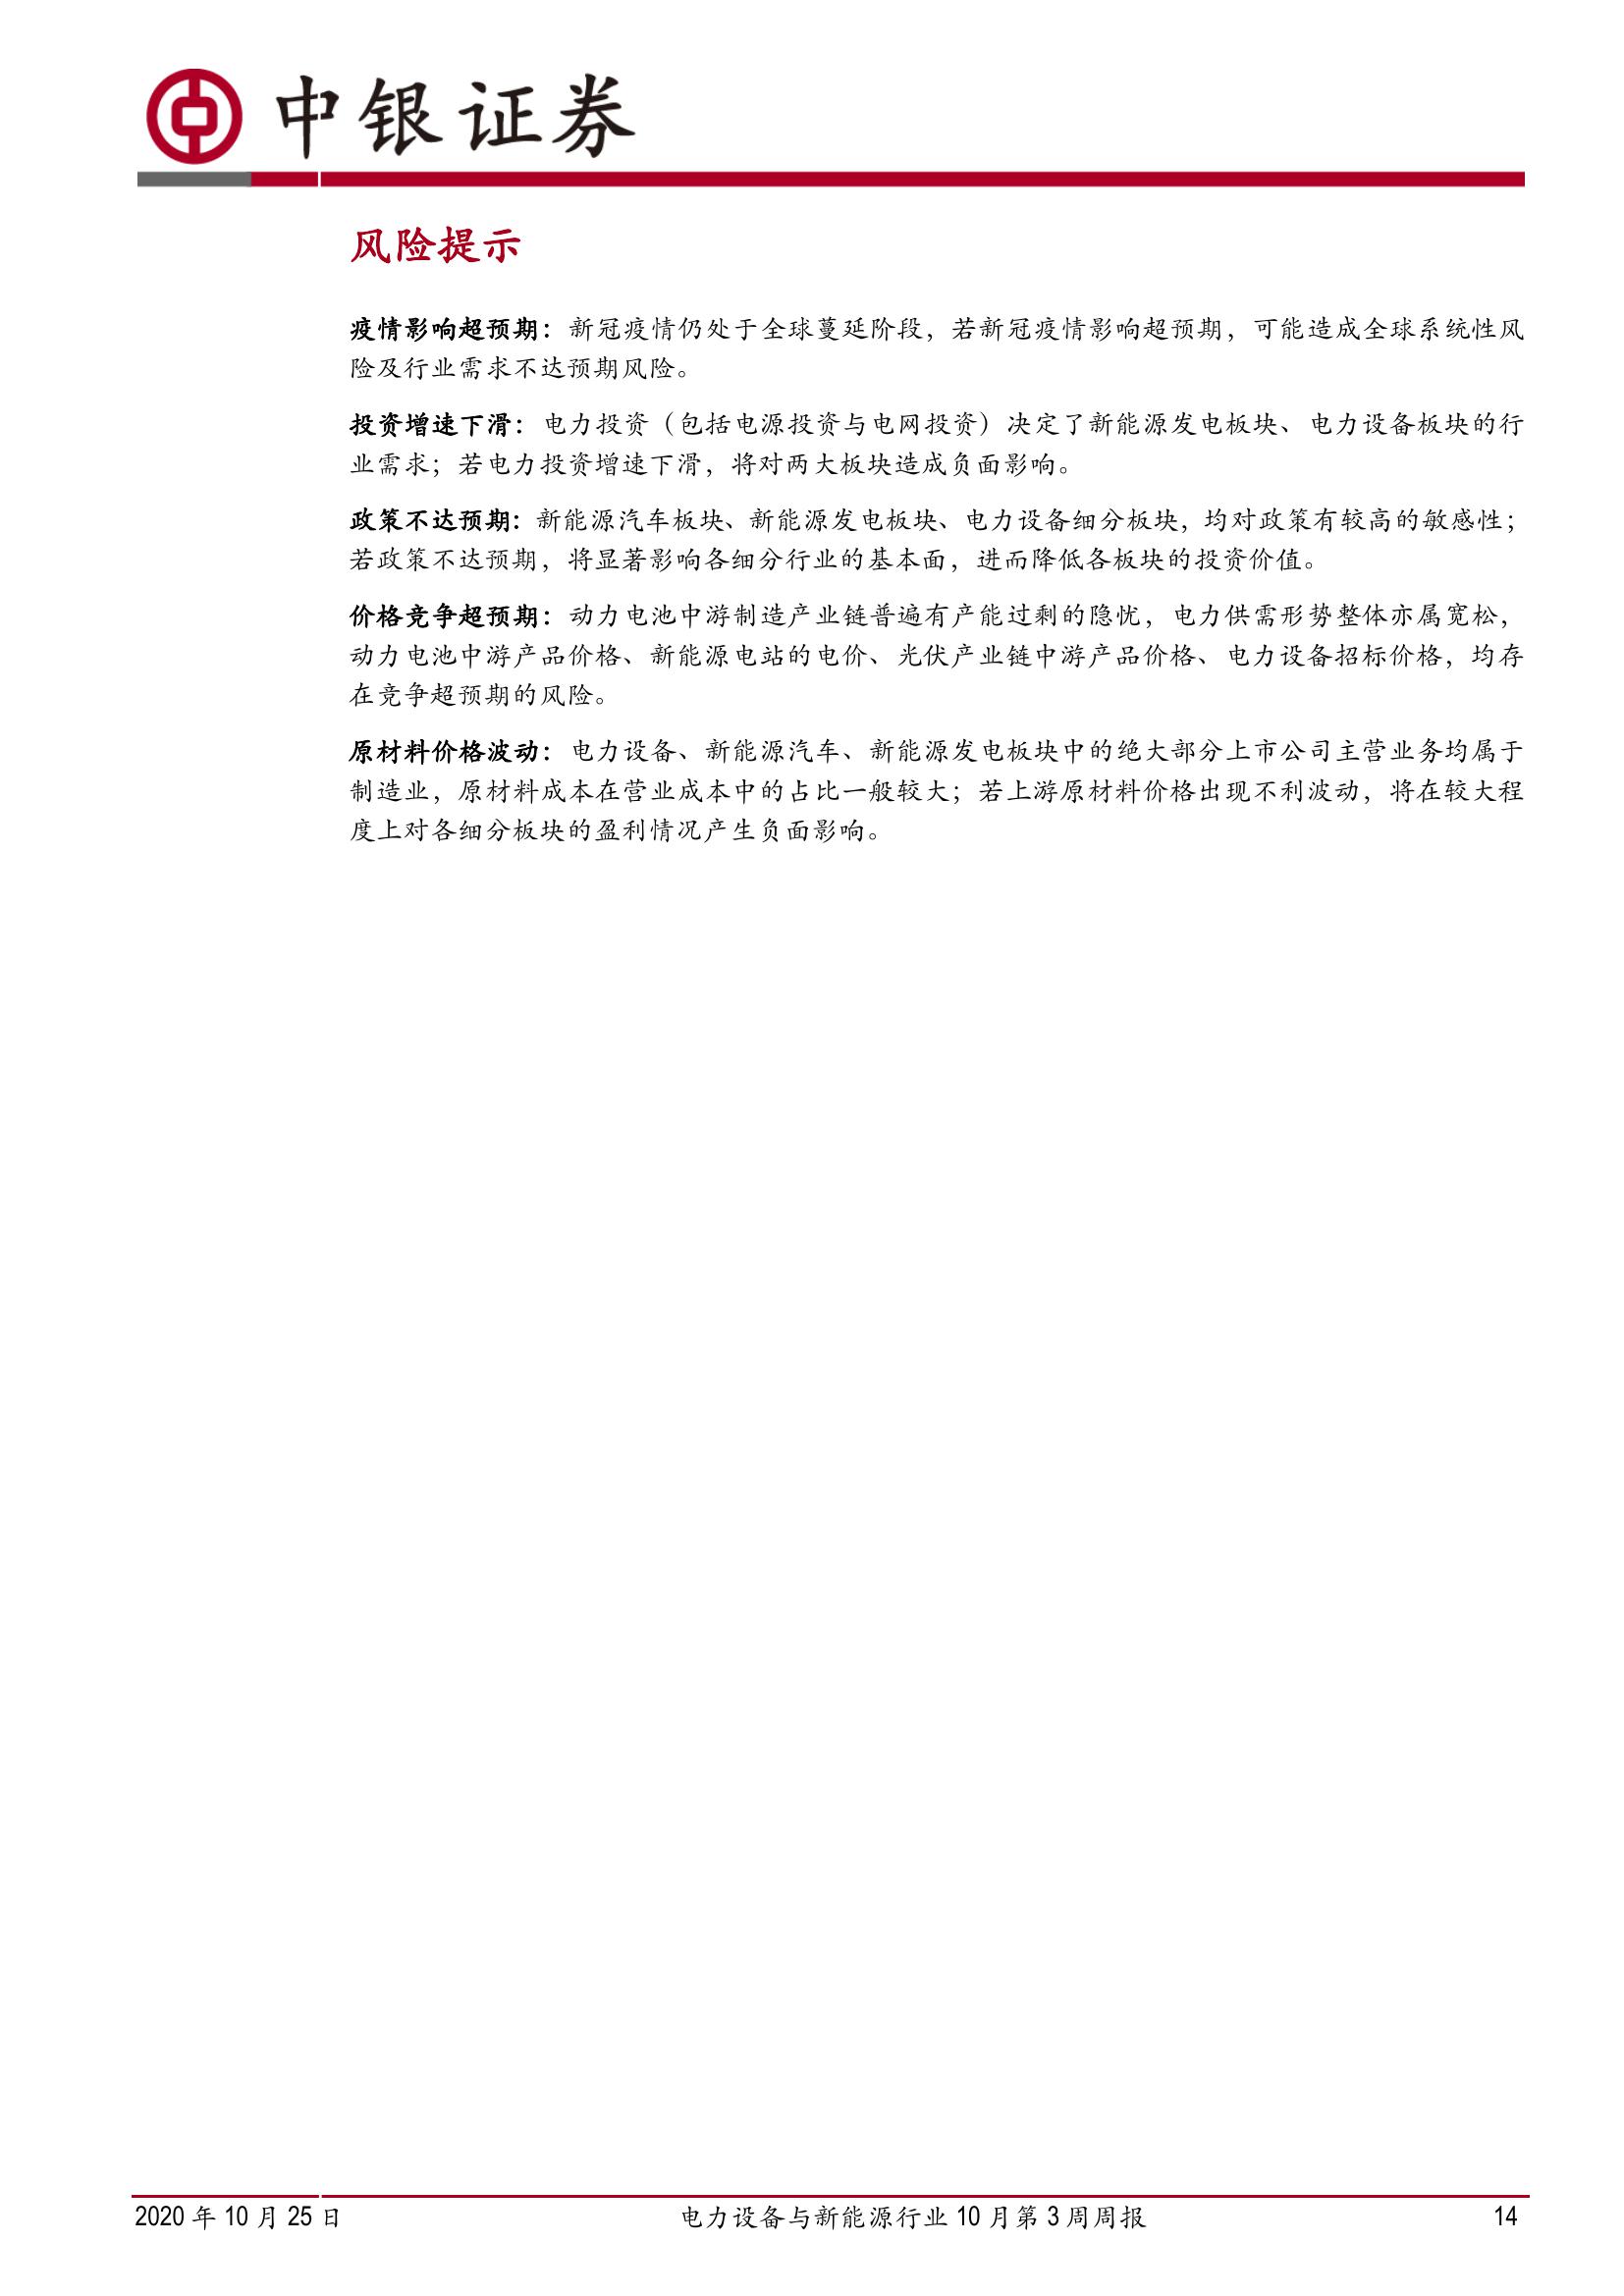 中银证券
风险提示
疫情影响超预期：新冠疫情仍处于全球蔓延阶段，若新冠疫情影响超预期，可能造成全球系统性风
险及行业需求不达预期风险。
投资增速下滑：电力投资（包括电源投资与电网投资）决定了新能源发电板块、电力设备板块的行
业需求；若电力投资增速下滑，将对两大板块造成负面影响。
政策不达预期：新能源汽车板块、新能源发电板块、电力设备细分板块，均对政策有较高的敏感性；
若政策不达预期，将显著影响各细分行业的基本面，进而降低各板块的投资价值。
价格竞争超预期：动力电池中游制造产业链普遍有产能过剩的隐忧，电力供需形势整体亦属宽松，
动力电池中游产品价格、新能源电站的电价、光伏产业链中游产品价格、电力设备招标价格，均存
在竞争超预期的风险。
原材料价格波动：电力设备、新能源汽车、新能源发电板块中的绝大部分上市公司主营业务均属于
制造业，原材料成本在营业成本中的占比一般较大；若上游原材料价格出现不利波动，将在较大程
度上对各细分板块的盈利情况产生负面影响。
2020 年 10 月 25 日 电力设备与新能源行业 10 月第 3 周周报 14